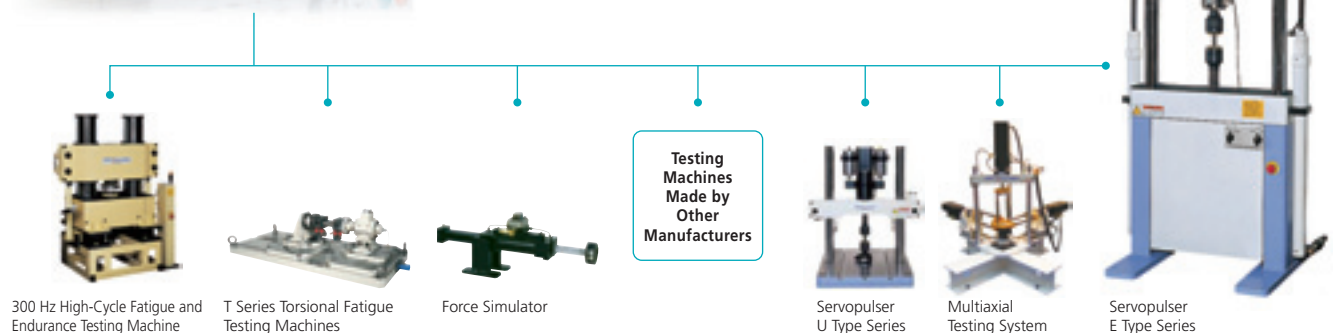 Testing
Machines
Made by
Other
Manufacturers
300 Hz High-Cycle Fatigue and
Endurance Testing Machine
T Series Torsional Fatigue
Testing Machines
Force Simulator
Servopulser
U Type Series
Multiaxial
Testing System
Servopulser
E Type Series